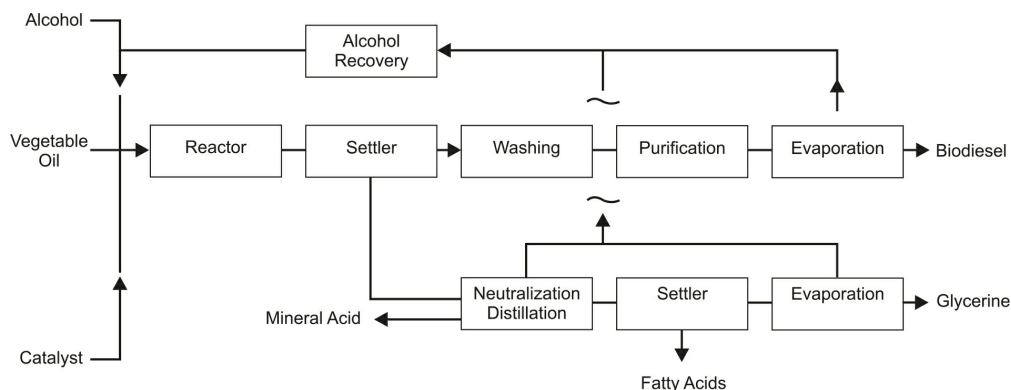 Alcohol
Alcohol
Recovery
Vegetable
Oil
Reactor
Settler
Washing
Purification
Evaporation
Biodiesel
Neutralization
Distillation
Settler
Evaporation
Glycerine
Mineral Acid
Catalyst
Fatty Acids